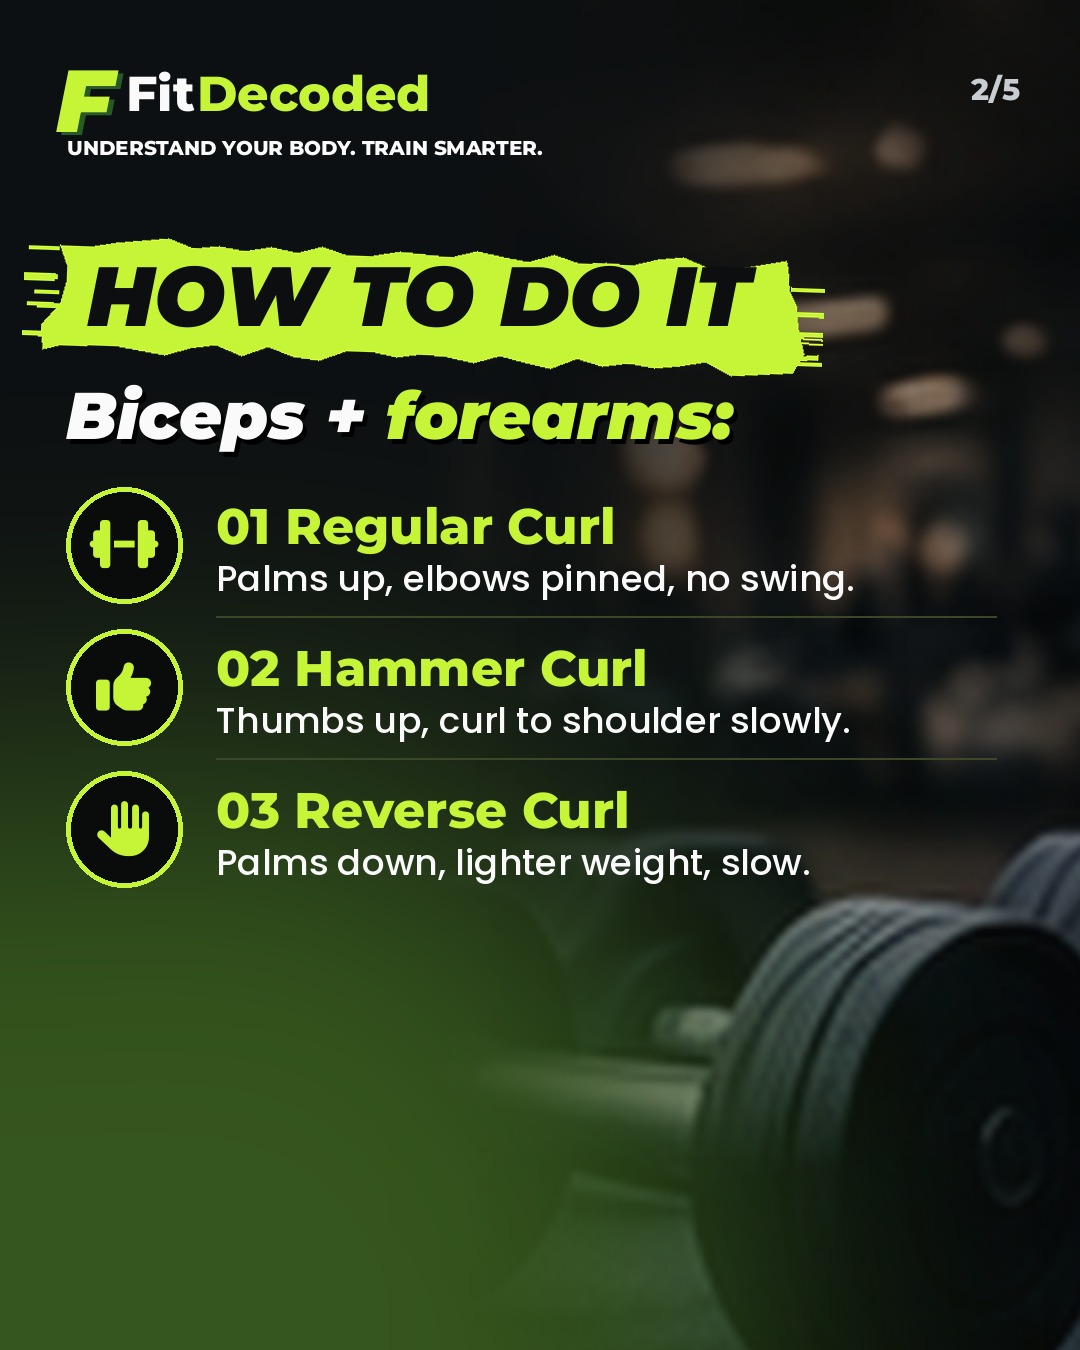 F FitDecoded
2/5
UNDERSTAND YOUR BODY. TRAIN SMARTER.
HOW TO DO IT
Biceps + forearms:
01 Regular Curl
Palms up, elbows pinned, no swing.
02 Hammer Curl
Thumbs up, curl to shoulder slowly.
03 Reverse Curl
Palms down, lighter weight, slow.